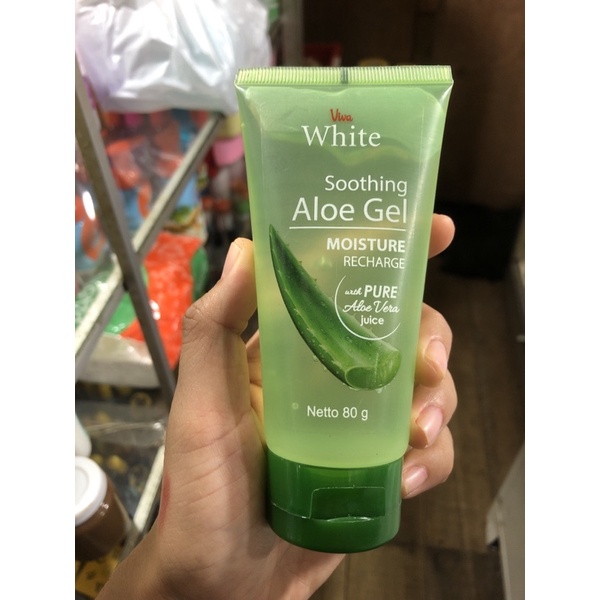 Viva
White
Soothing
Aloe Gel
MOISTURE
RECHARGE
with PURE
Aloe Vera
juice
Netto 80 g